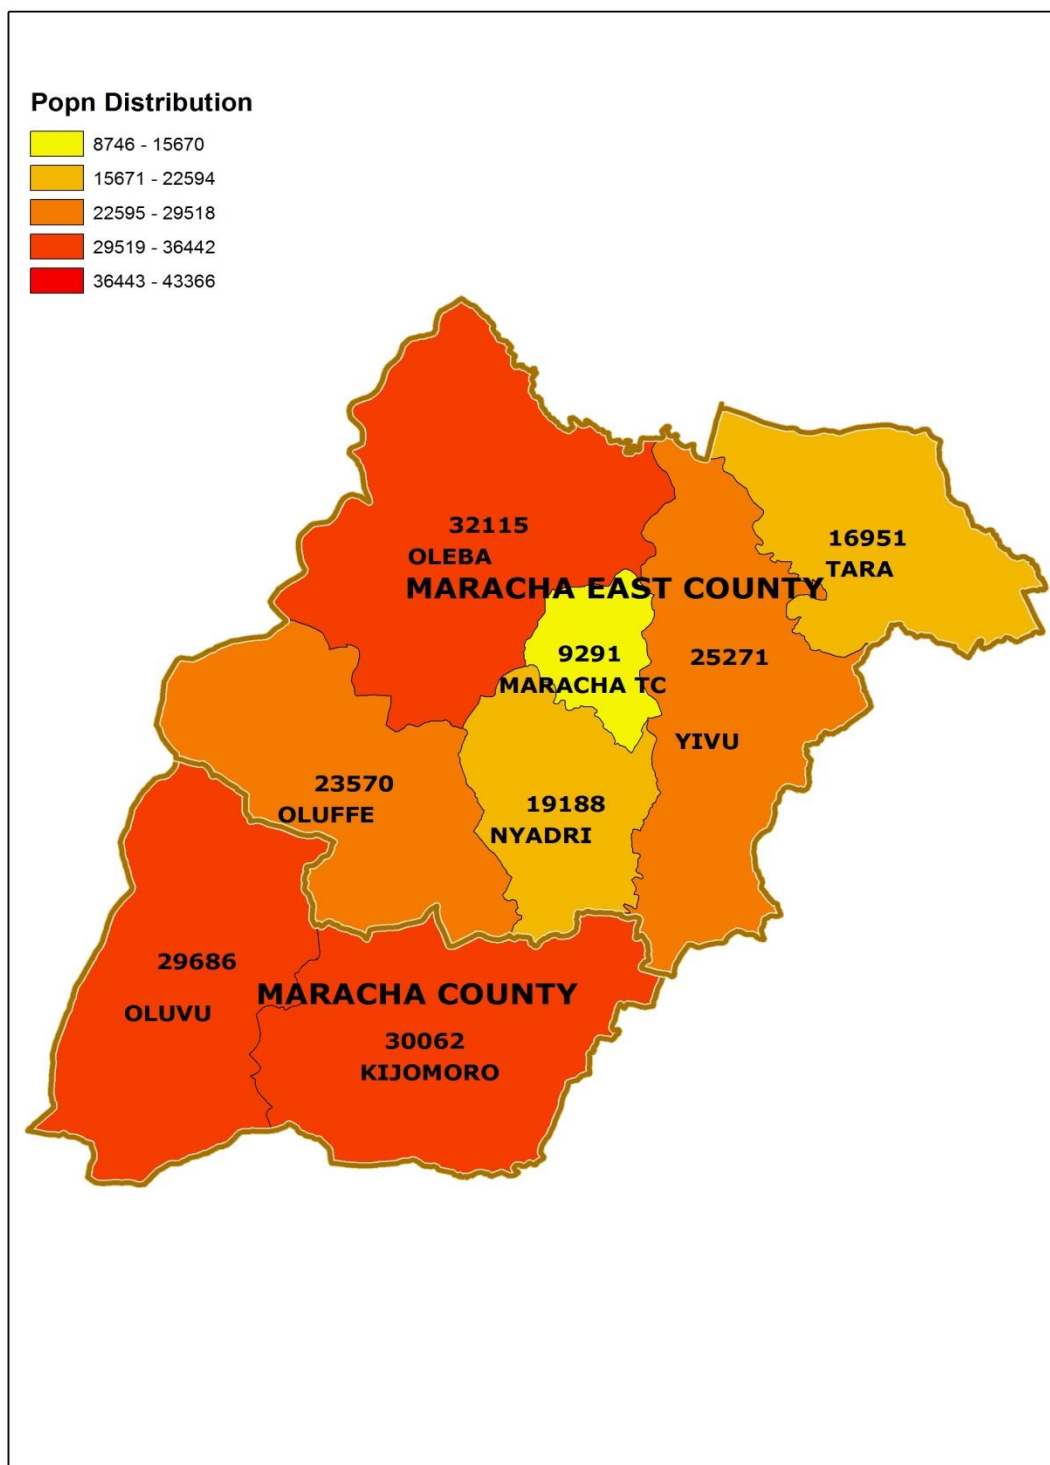 Popn Distribution
8746 - 15670
15671 - 22594
22595 - 29518
29519 - 36442
36443 - 43366
32115
OLEBA
16951
TARA
MARACHA EAST COUNTY
9291
MARACHA TC
25271
YIVU
23570
OLUFFE
19188
NYADRI
29686
OLUVU
MARACHA COUNTY
30062
KIJOMORO